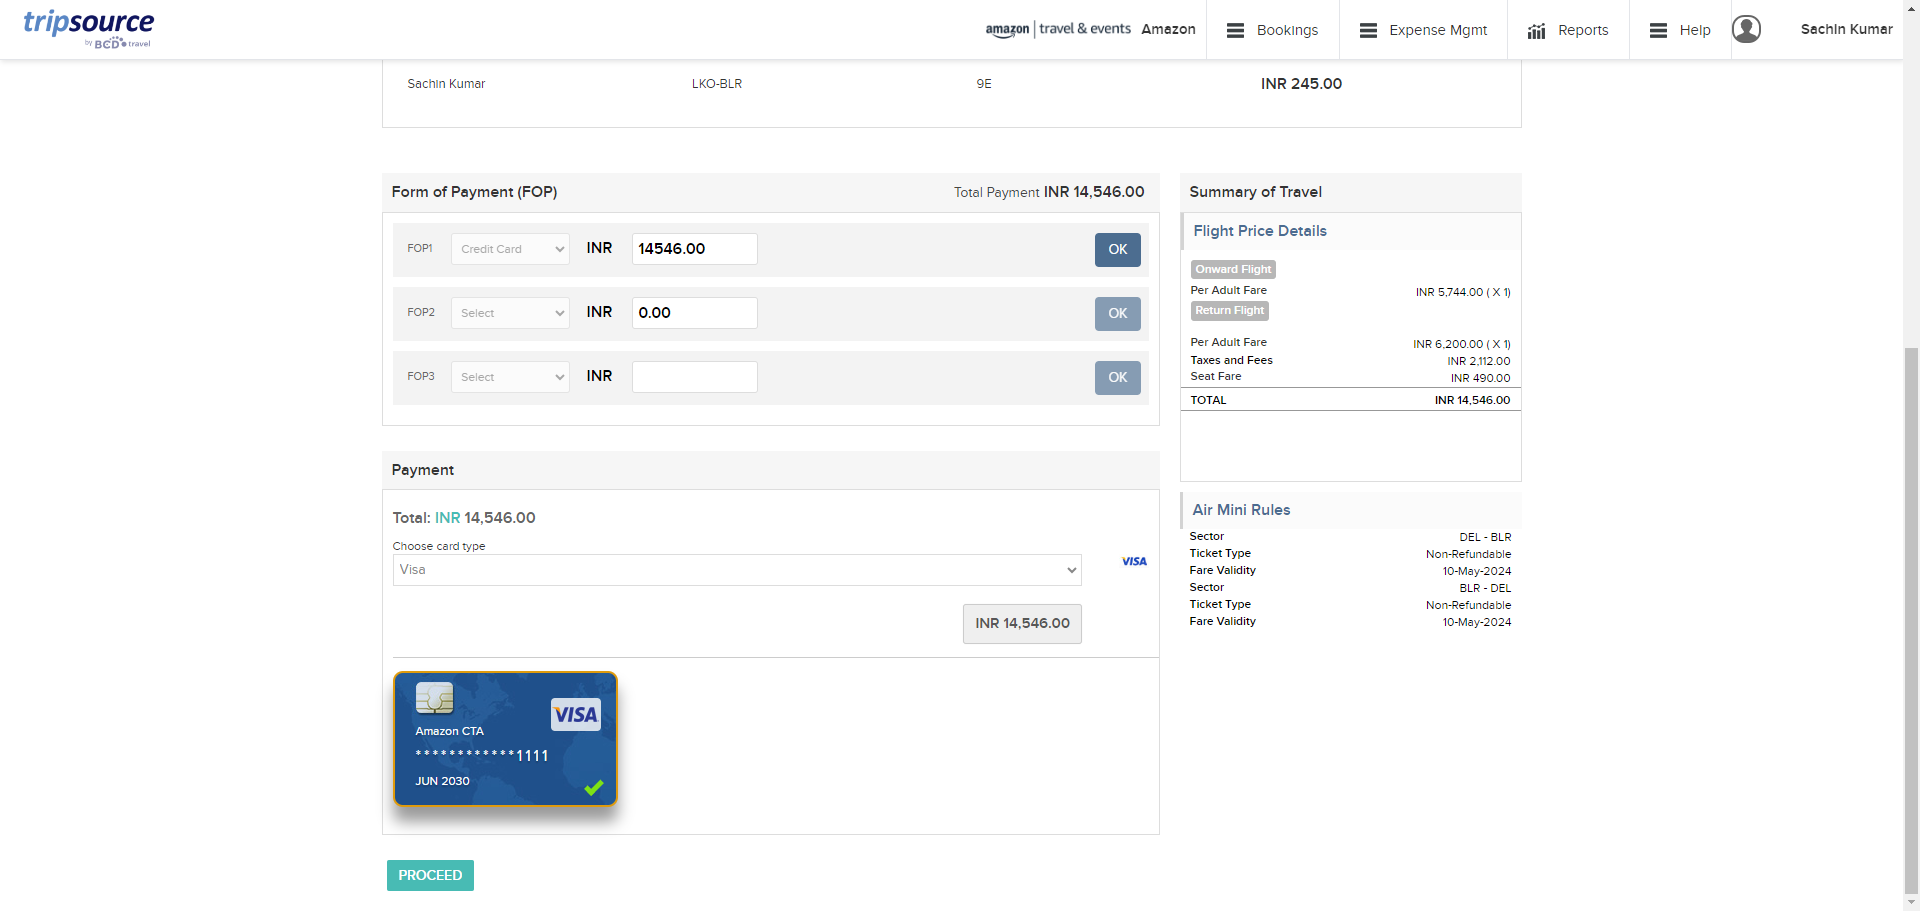 tripsource
by BCD travel
amazon | travel & events Amazon
Bookings
Expense Mgmt
Reports
Help
Sachin Kumar
Sachin Kumar LKO-BLR 9E INR 245.00
Form of Payment (FOP) Total Payment INR 14,546.00
FOP1 Credit Card INR 14546.00 OK
FOP2 Select INR 0.00 OK
FOP3 Select INR OK
Payment
Total: INR 14,546.00
Choose card type
Visa
VISA
INR 14,546.00
VISA
Amazon CTA
************1111
JUN 2030
PROCEED
Summary of Travel
Flight Price Details
Onward Flight
Per Adult Fare INR 5,744.00 ( X 1)
Return Flight
Per Adult Fare INR 6,200.00 ( X 1)
Taxes and Fees INR 2,112.00
Seat Fare INR 490.00
TOTAL INR 14,546.00
Air Mini Rules
Sector DEL - BLR
Ticket Type Non-Refundable
Fare Validity 10-May-2024
Sector BLR - DEL
Ticket Type Non-Refundable
Fare Validity 10-May-2024